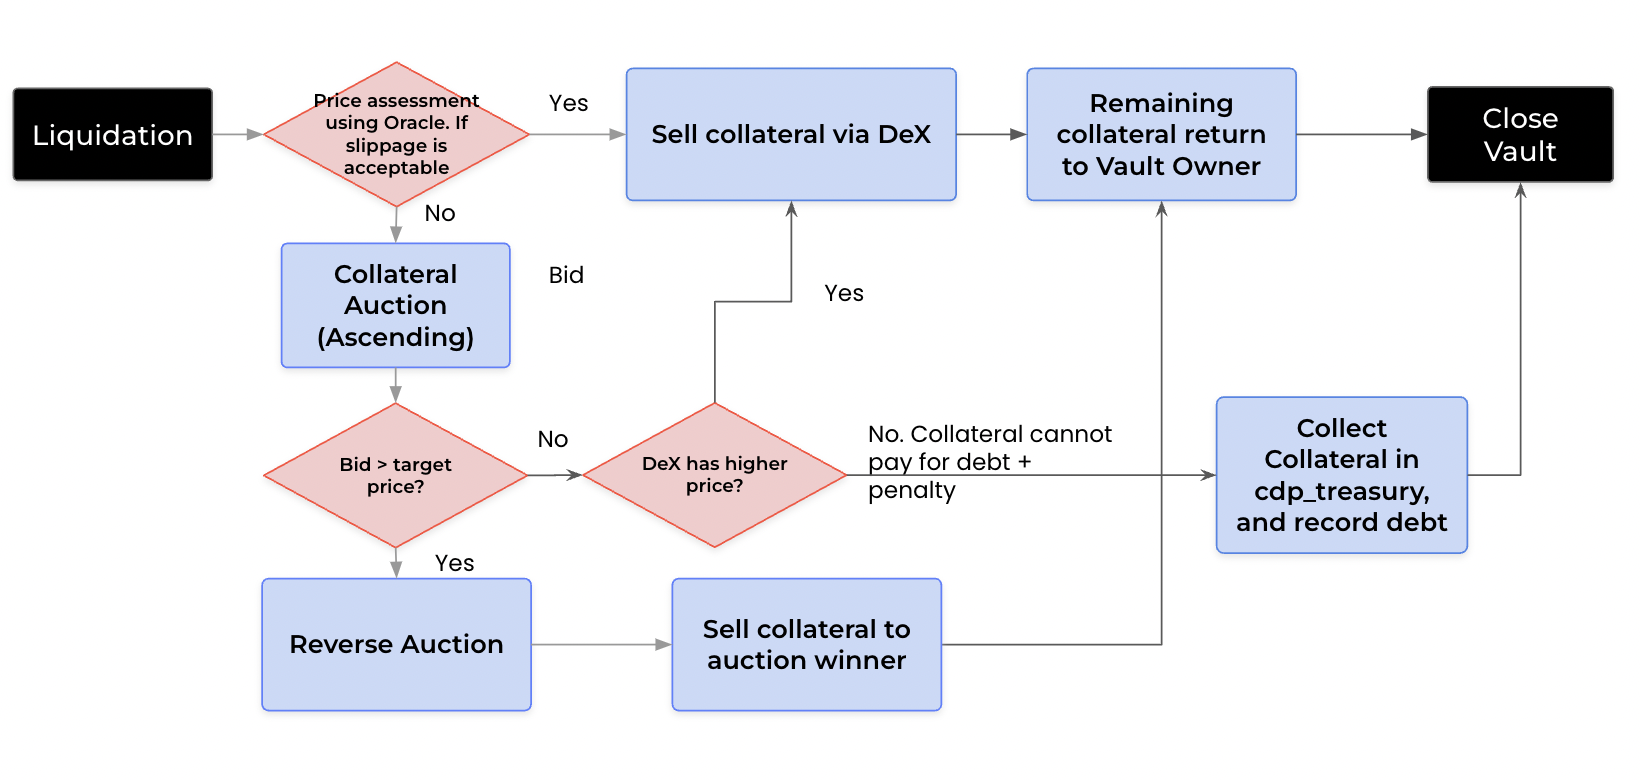 Liquidation
Price assessment
using Oracle. If
slippage is
acceptable
Yes
Sell collateral via DeX
Remaining
collateral return
to Vault Owner
Close
Vault
No
Collateral
Auction
(Ascending)
Bid
Yes
Bid > target
price?
No
DeX has higher
price?
No. Collateral cannot
pay for debt +
penalty
Collect
Collateral in
cdp_treasury,
and record debt
Yes
Reverse Auction
Sell collateral to
auction winner